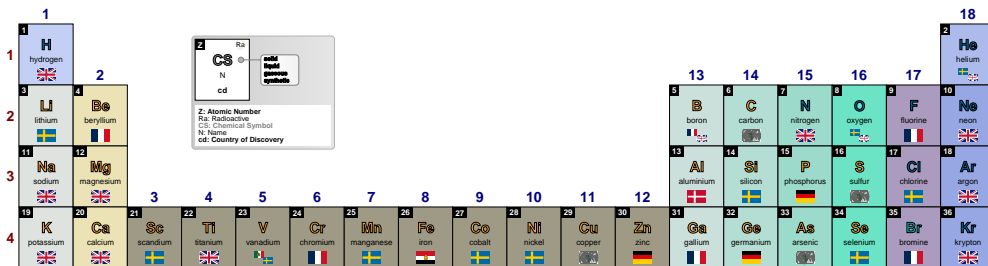 1
18
1
H
hydrogen
2
He
helium
Z
Ra
CS
N
cd
solid
liquid
gaseous
synthetic
Z: Atomic Number
Ra: Radioactive
CS: Chemical Symbol
N: Name
cd: Country of Discovery
1
2
13
14
15
16
17
3
Li
lithium
4
Be
beryllium
5
B
boron
6
C
carbon
7
N
nitrogen
8
O
oxygen
9
F
fluorine
10
Ne
neon
2
11
Na
sodium
12
Mg
magnesium
13
Al
aluminium
14
Si
silicon
15
P
phosphorus
16
S
sulfur
17
Cl
chlorine
18
Ar
argon
3
3
4
5
6
7
8
9
10
11
12
19
K
potassium
20
Ca
calcium
21
Sc
scandium
22
Ti
titanium
23
V
vanadium
24
Cr
chromium
25
Mn
manganese
26
Fe
iron
27
Co
cobalt
28
Ni
nickel
29
Cu
copper
30
Zn
zinc
31
Ga
gallium
32
Ge
germanium
33
As
arsenic
34
Se
selenium
35
Br
bromine
36
Kr
krypton
4